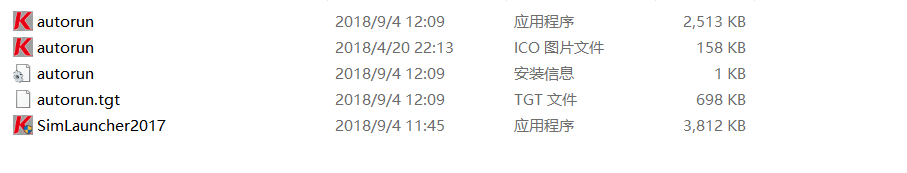 autorun 2018/9/4 12:09 应用程序 2,513 KB
autorun 2018/4/20 22:13 ICO 图片文件 158 KB
autorun 2018/9/4 12:09 安装信息 1 KB
autorun.tgt 2018/9/4 12:09 TGT 文件 698 KB
SimLauncher2017 2018/9/4 11:45 应用程序 3,812 KB